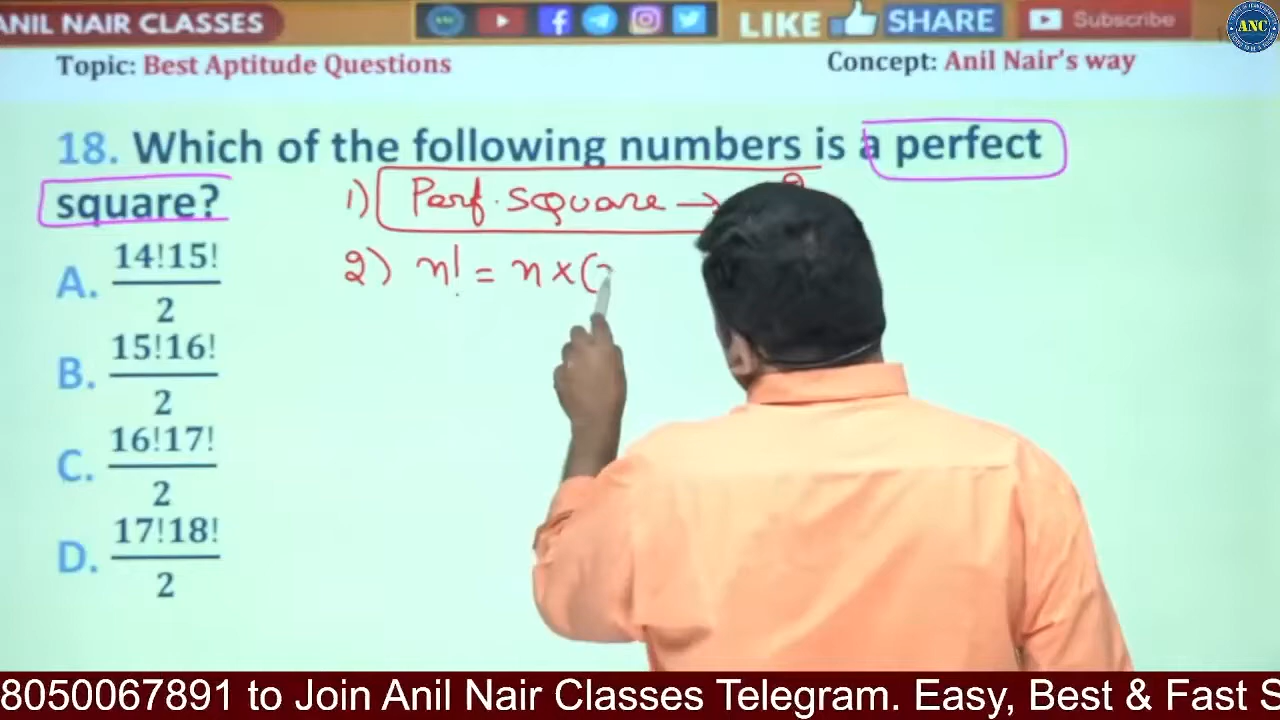 ANIL NAIR CLASSES
LIKE SHARE Subscribe
ANC
Topic: Best Aptitude Questions
Concept: Anil Nair's way
18. Which of the following numbers is a perfect
square?
1) Perf. square →
2) n! = n × (
A. 14!15!
2
B. 15!16!
2
C. 16!17!
2
D. 17!18!
2
8050067891 to Join Anil Nair Classes Telegram. Easy, Best & Fast S